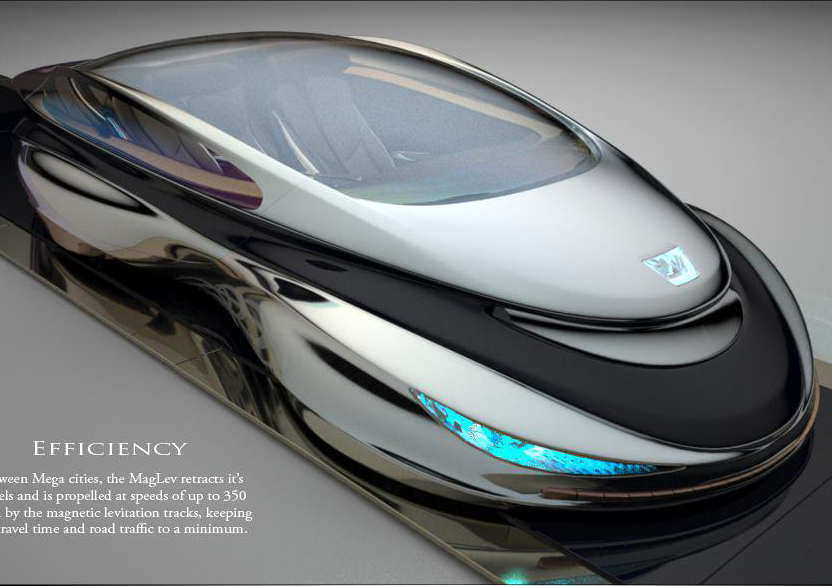 Efficiency
ween Mega cities, the MagLev retracts it's
els and is propelled at speeds of up to 350
by the magnetic levitation tracks, keeping
ravel time and road traffic to a minimum.